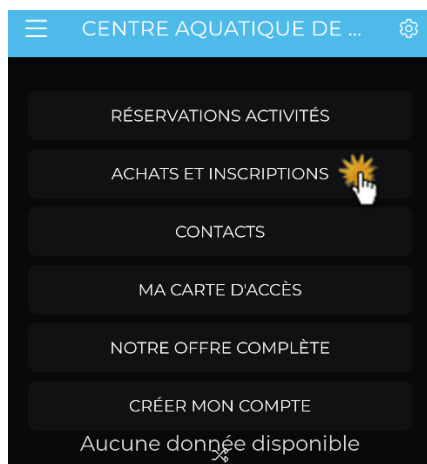 CENTRE AQUATIQUE DE ...
RÉSERVATIONS ACTIVITÉS
ACHATS ET INSCRIPTIONS
CONTACTS
MA CARTE D'ACCÈS
NOTRE OFFRE COMPLÈTE
CRÉER MON COMPTE
Aucune donnée disponible